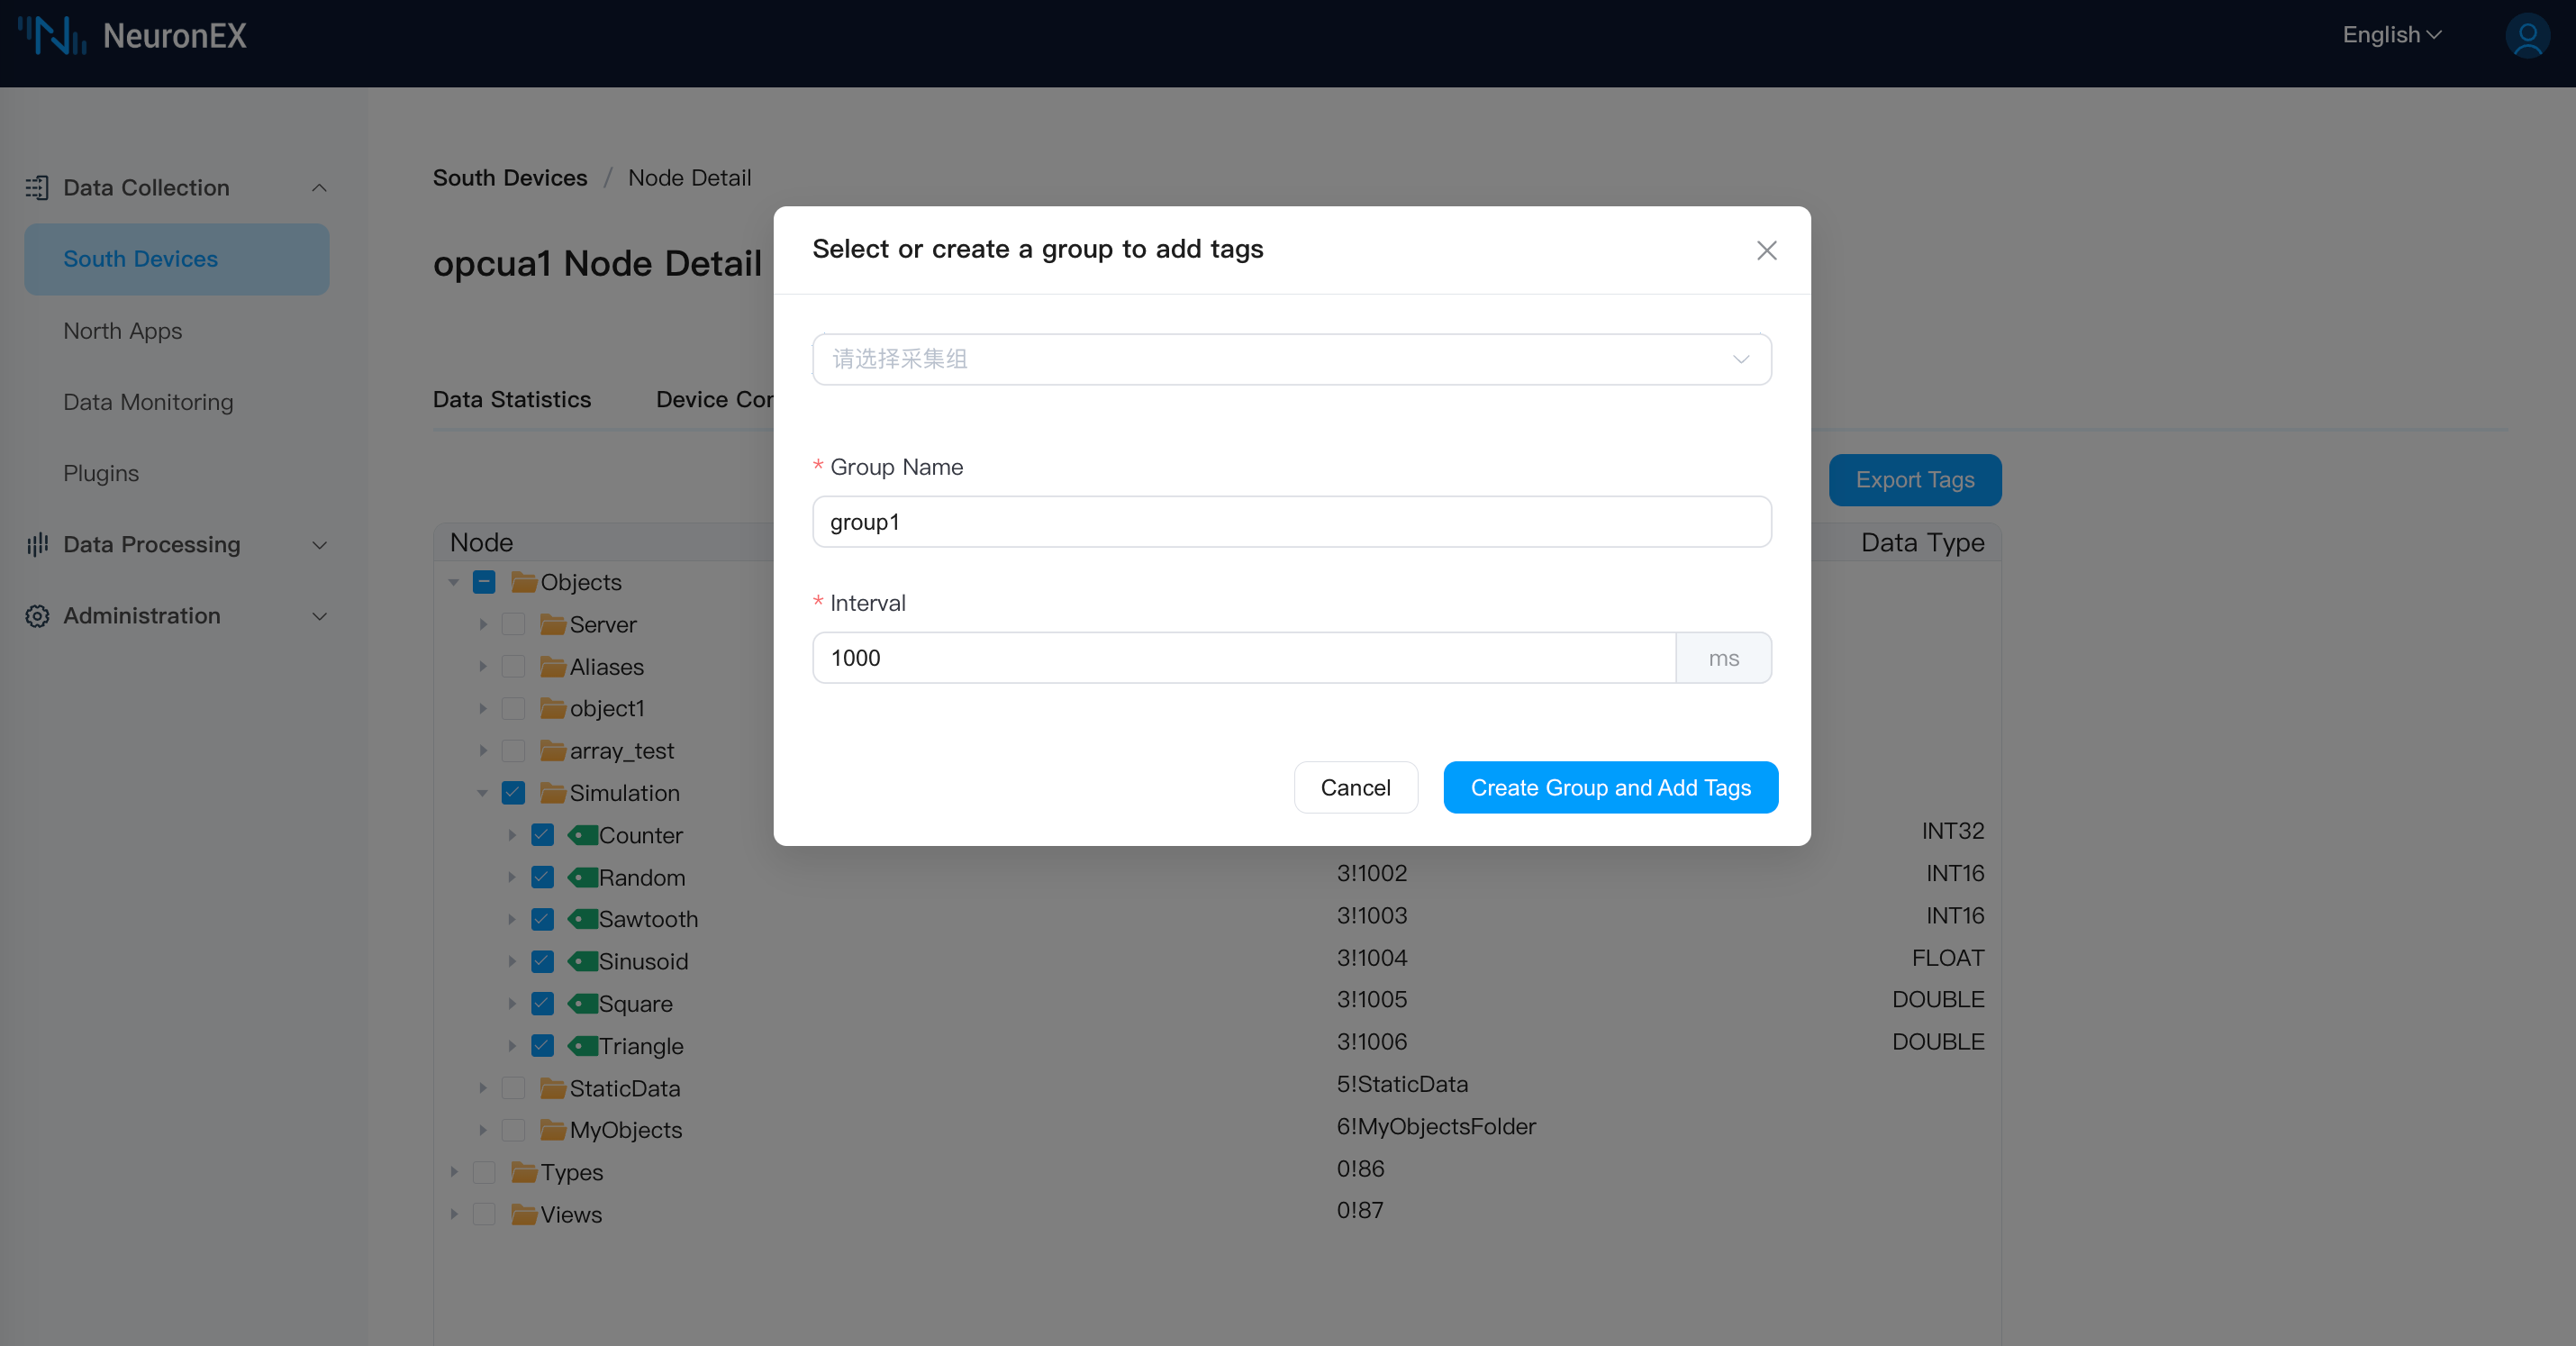 NeuronEX
English
Data Collection
South Devices
North Apps
Data Monitoring
Plugins
Data Processing
Administration
South Devices / Node Detail
opcua1 Node Detail
Data Statistics
Device Con
Export Tags
Select or create a group to add tags
请选择采集组
* Group Name
group1
* Interval
1000 ms
Cancel
Create Group and Add Tags
Node Data Type
Objects
Server
Aliases
object1
array_test
Simulation
Counter INT32
Random 3!1002 INT16
Sawtooth 3!1003 INT16
Sinusoid 3!1004 FLOAT
Square 3!1005 DOUBLE
Triangle 3!1006 DOUBLE
StaticData 5!StaticData
MyObjects 6!MyObjectsFolder
Types 0!86
Views 0!87